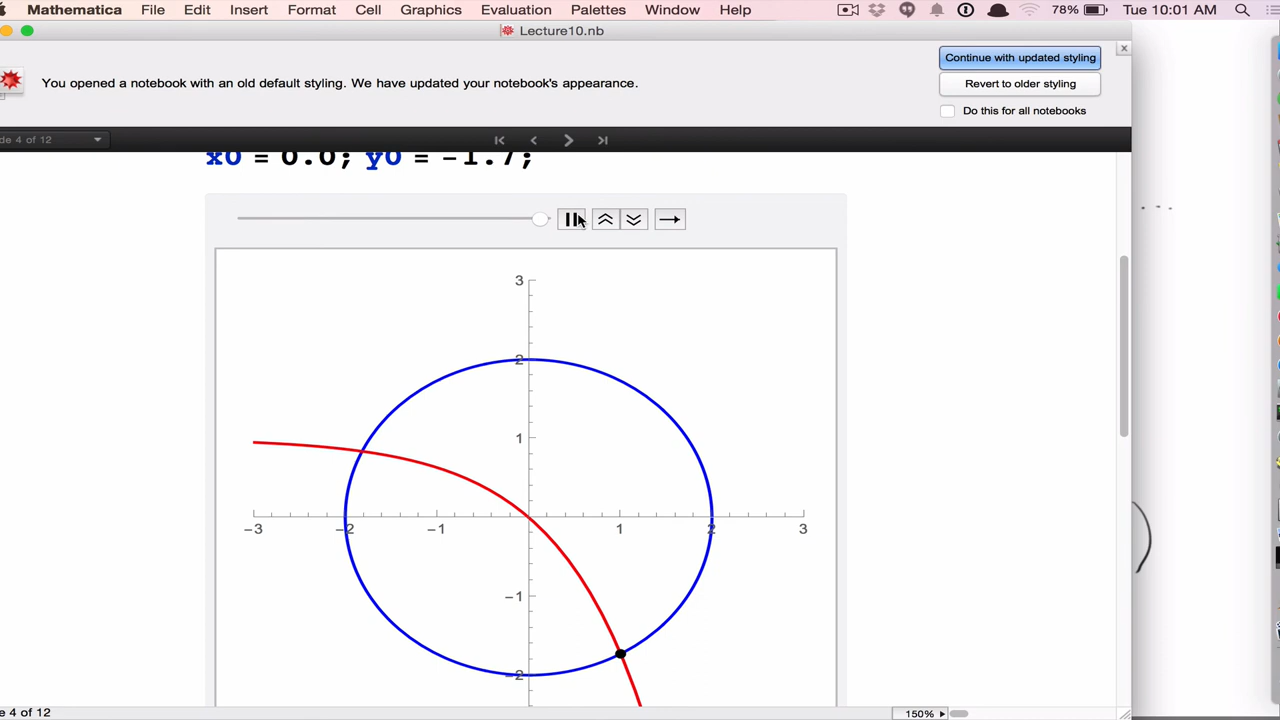 Mathematica File Edit Insert Format Cell Graphics Evaluation Palettes Window Help 78% Tue 10:01 AM
Lecture10.nb
Continue with updated styling
You opened a notebook with an old default styling. We have updated your notebook's appearance.
Revert to older styling
Do this for all notebooks
de 4 of 12
x0 = 0.0; y0 = -1.7;
3
2
1
-3 -2 -1 1 2 3
-1
-2
e 4 of 12
150%